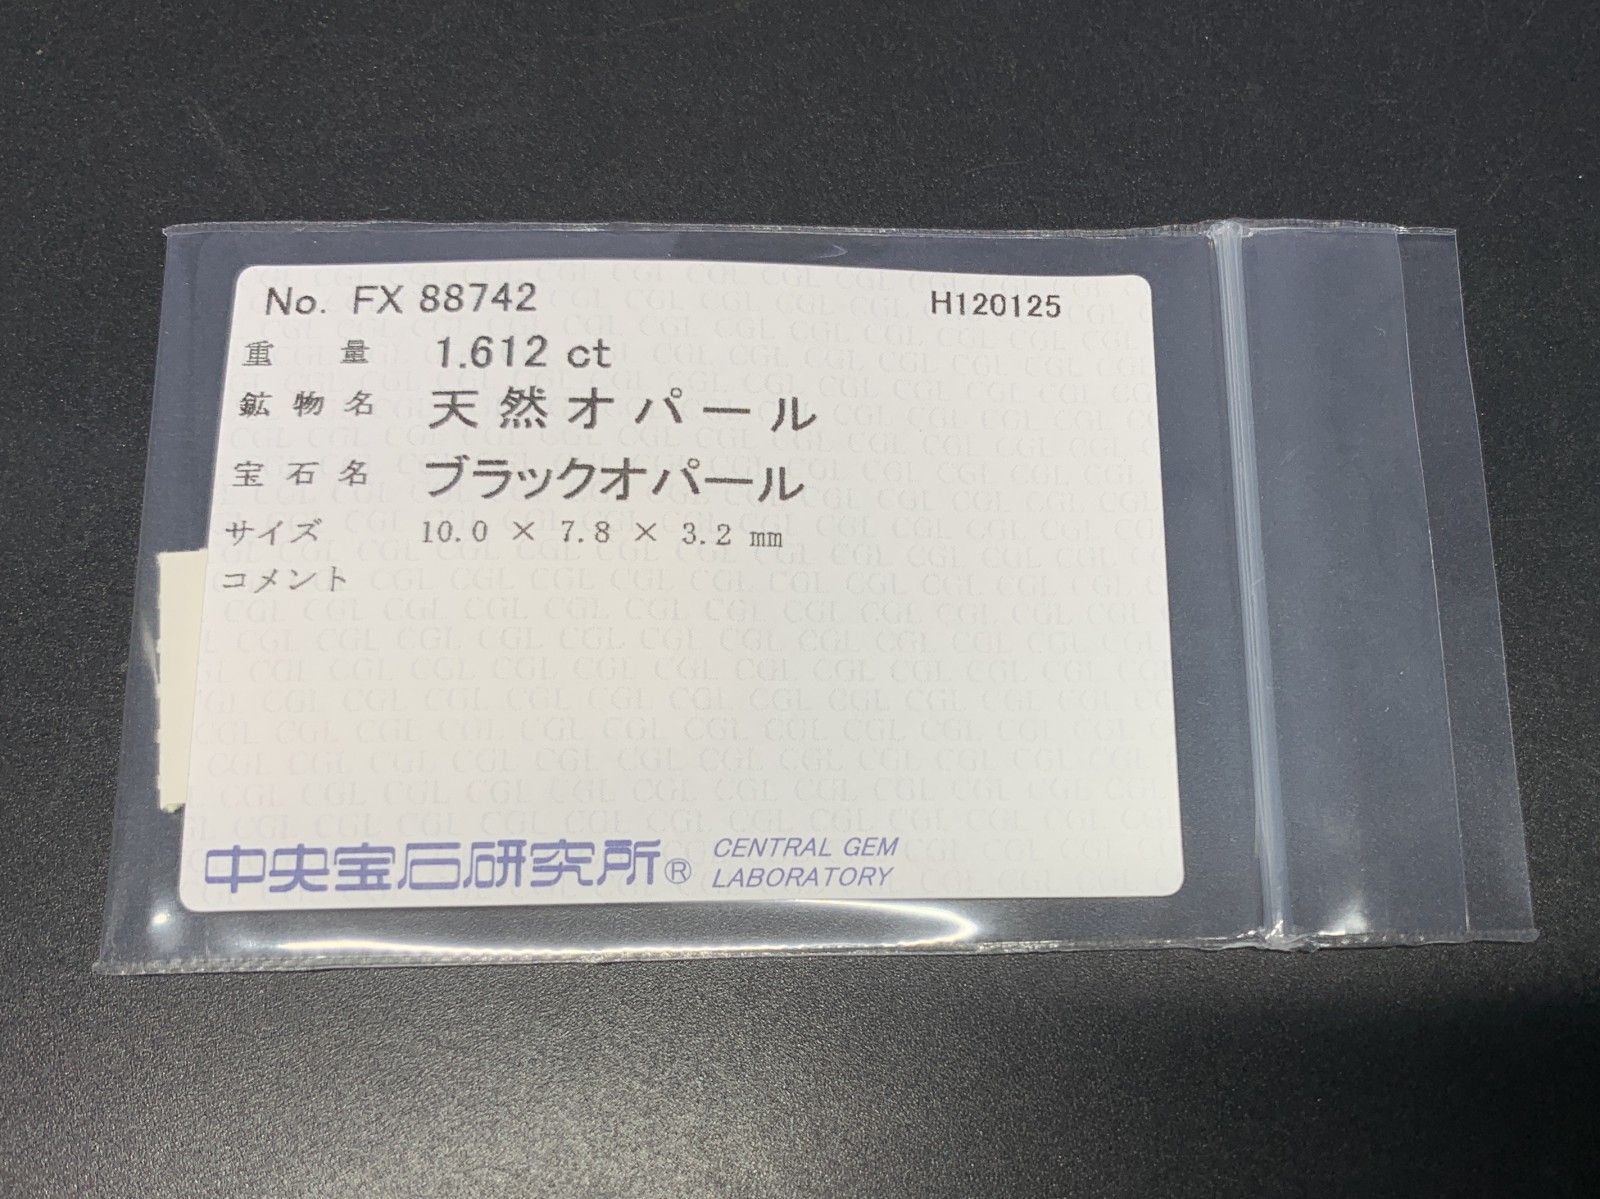 No. FX 88742
H120125
重量 1.612 ct
鉱物名 天然オパール
宝石名 ブラックオパール
サイズ 10.0 × 7.8 × 3.2 mm
コメント
中央宝石研究所® CENTRAL GEM
LABORATORY